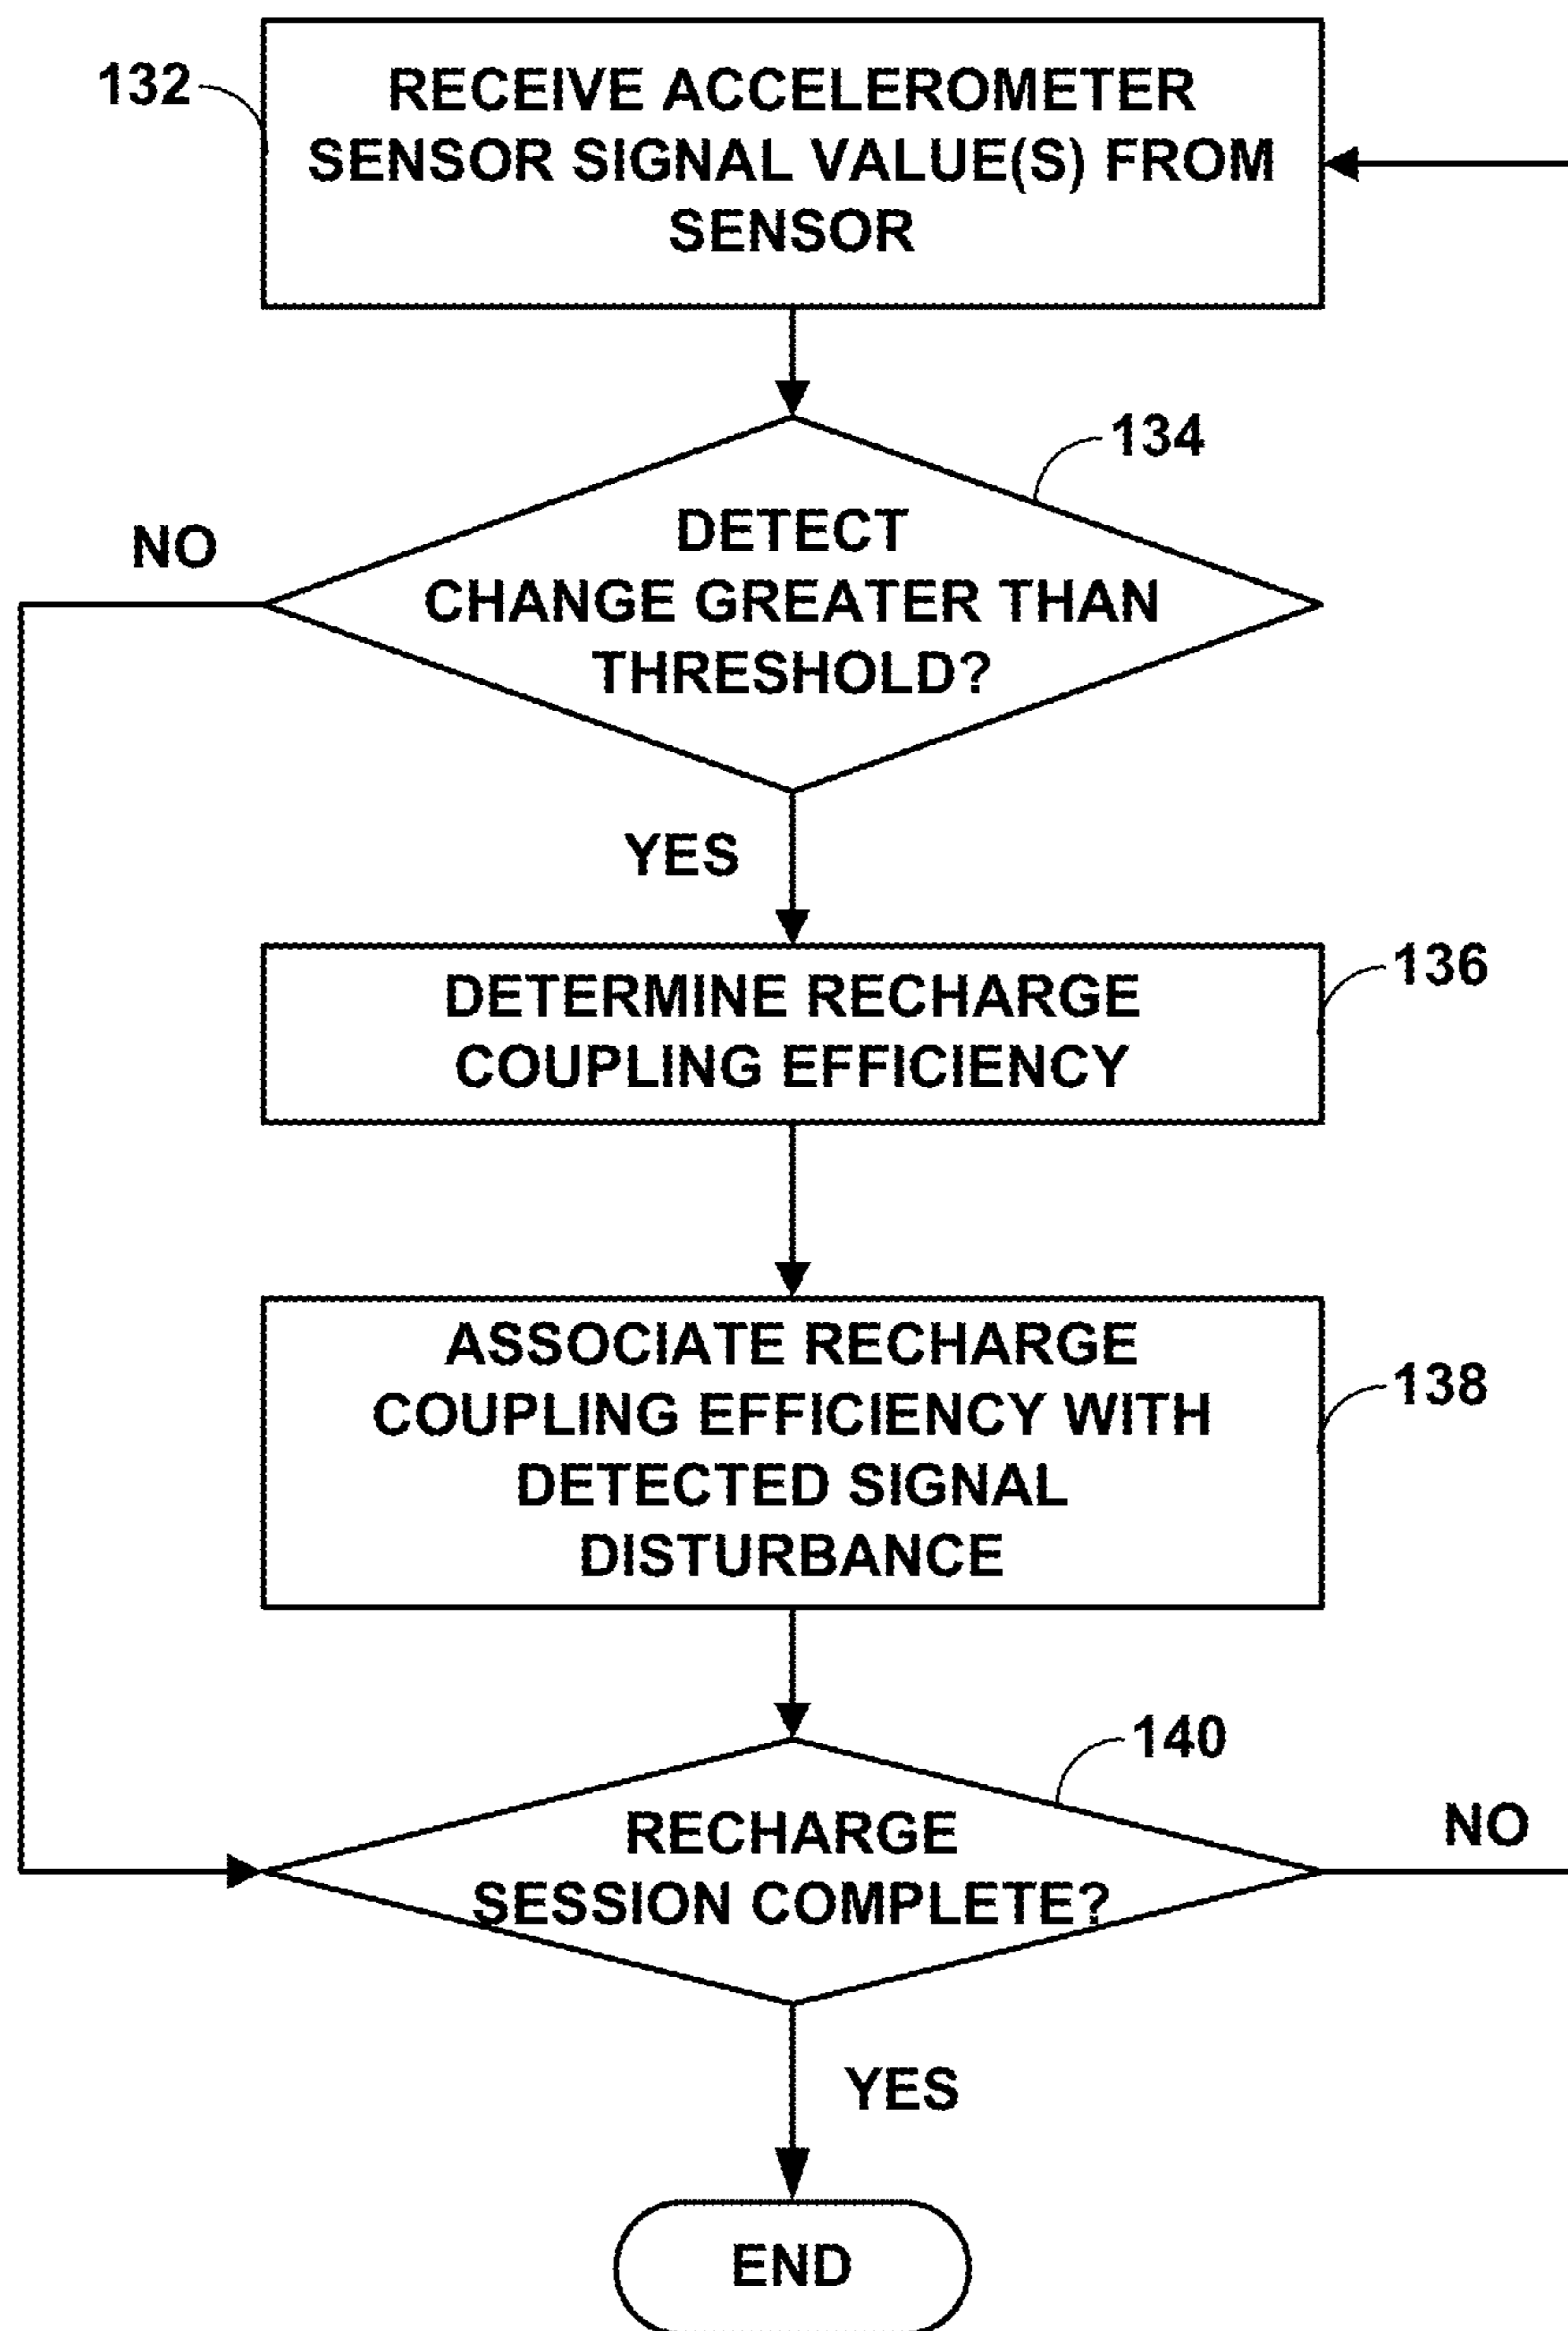 132
RECEIVE ACCELEROMETER
SENSOR SIGNAL VALUE(S) FROM
SENSOR
134
NO
DETECT
CHANGE GREATER THAN
THRESHOLD?
YES
136
DETERMINE RECHARGE
COUPLING EFFICIENCY
138
ASSOCIATE RECHARGE
COUPLING EFFICIENCY WITH
DETECTED SIGNAL
DISTURBANCE
140
NO
RECHARGE
SESSION COMPLETE?
YES
END